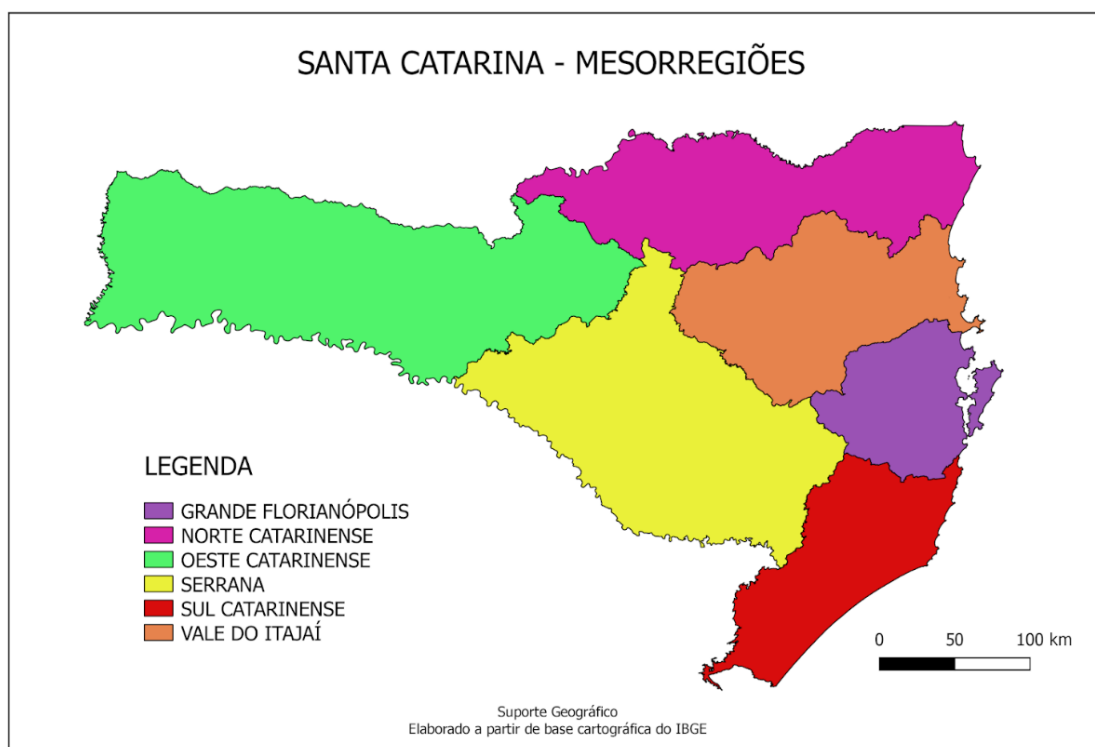 SANTA CATARINA - MESORREGIÕES
LEGENDA
GRANDE FLORIANÓPOLIS
NORTE CATARINENSE
OESTE CATARINENSE
SERRANA
SUL CATARINENSE
VALE DO ITAJAÍ
0 50 100 km
Suporte Geográfico
Elaborado a partir de base cartográfica do IBGE